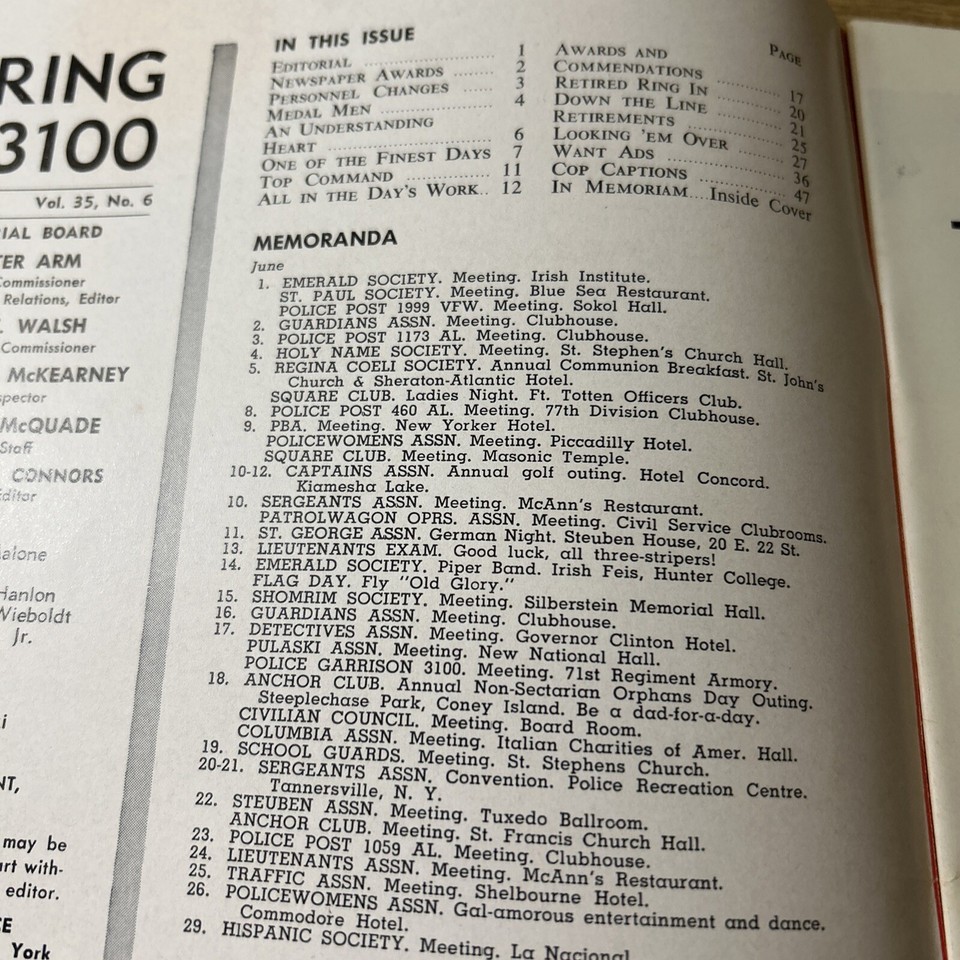 RING
3100
Vol. 35, No. 6
IAL BOARD
TER ARM
Commissioner
Relations, Editor
WALSH
Commissioner
McKEARNEY
spector
McQUADE
Staff
CONNORS
ditor
alone
Hanlon
Wieboldt
Jr.
i
NT,
may be
art with-
editor.
CE
York
IN THIS ISSUE
EDITORIAL .......... 1
NEWSPAPER AWARDS ....... 2
PERSONNEL CHANGES ...... 3
MEDAL MEN .......... 4
AN UNDERSTANDING
HEART .......... 6
ONE OF THE FINEST DAYS 7
TOP COMMAND .......... 11
ALL IN THE DAY'S WORK.. 12
PAGE
AWARDS AND
COMMENDATIONS .......... 17
RETIRED RING IN .......... 20
DOWN THE LINE .......... 21
RETIREMENTS .......... 25
LOOKING 'EM OVER ........ 27
WANT ADS .......... 36
COP CAPTIONS .......... 47
IN MEMORIAM....Inside Cover
MEMORANDA
June
1. EMERALD SOCIETY. Meeting. Irish Institute.
ST. PAUL SOCIETY. Meeting. Blue Sea Restaurant.
POLICE POST 1999 VFW. Meeting. Sokol Hall.
2. GUARDIANS ASSN. Meeting. Clubhouse.
3. POLICE POST 1173 AL. Meeting. Clubhouse.
4. HOLY NAME SOCIETY. Meeting. St. Stephen's Church Hall.
5. REGINA COELI SOCIETY. Annual Communion Breakfast. St. John's
Church & Sheraton-Atlantic Hotel.
SQUARE CLUB. Ladies Night. Ft. Totten Officers Club.
8. POLICE POST 460 AL. Meeting. 77th Division Clubhouse.
9. PBA. Meeting. New Yorker Hotel.
POLICEWOMENS ASSN. Meeting. Piccadilly Hotel.
SQUARE CLUB. Meeting. Masonic Temple.
10-12. CAPTAINS ASSN. Annual golf outing. Hotel Concord.
Kiamesha Lake.
10. SERGEANTS ASSN. Meeting. McAnn's Restaurant.
PATROLWAGON OPRS. ASSN. Meeting. Civil Service Clubrooms.
11. ST. GEORGE ASSN. German Night. Steuben House, 20 E. 22 St.
13. LIEUTENANTS EXAM. Good luck, all three-stripers!
14. EMERALD SOCIETY. Piper Band. Irish Feis, Hunter College.
FLAG DAY. Fly "Old Glory."
15. SHOMRIM SOCIETY. Meeting. Silberstein Memorial Hall.
16. GUARDIANS ASSN. Meeting. Clubhouse.
17. DETECTIVES ASSN. Meeting. Governor Clinton Hotel.
PULASKI ASSN. Meeting. New National Hall.
POLICE GARRISON 3100. Meeting. 71st Regiment Armory.
18. ANCHOR CLUB. Annual Non-Sectarian Orphans Day Outing.
Steeplechase Park, Coney Island. Be a dad-for-a-day.
CIVILIAN COUNCIL. Meeting. Board Room.
COLUMBIA ASSN. Meeting. Italian Charities of Amer. Hall.
19. SCHOOL GUARDS. Meeting. St. Stephens Church.
20-21. SERGEANTS ASSN. Convention. Police Recreation Centre.
Tannersville, N. Y.
22. STEUBEN ASSN. Meeting. Tuxedo Ballroom.
ANCHOR CLUB. Meeting. St. Francis Church Hall.
23. POLICE POST 1059 AL. Meeting. Clubhouse.
24. LIEUTENANTS ASSN. Meeting. McAnn's Restaurant.
25. TRAFFIC ASSN. Meeting. Shelbourne Hotel.
26. POLICEWOMENS ASSN. Gal-amorous entertainment and dance.
Commodore Hotel.
29. HISPANIC SOCIETY. Meeting. La Nacional